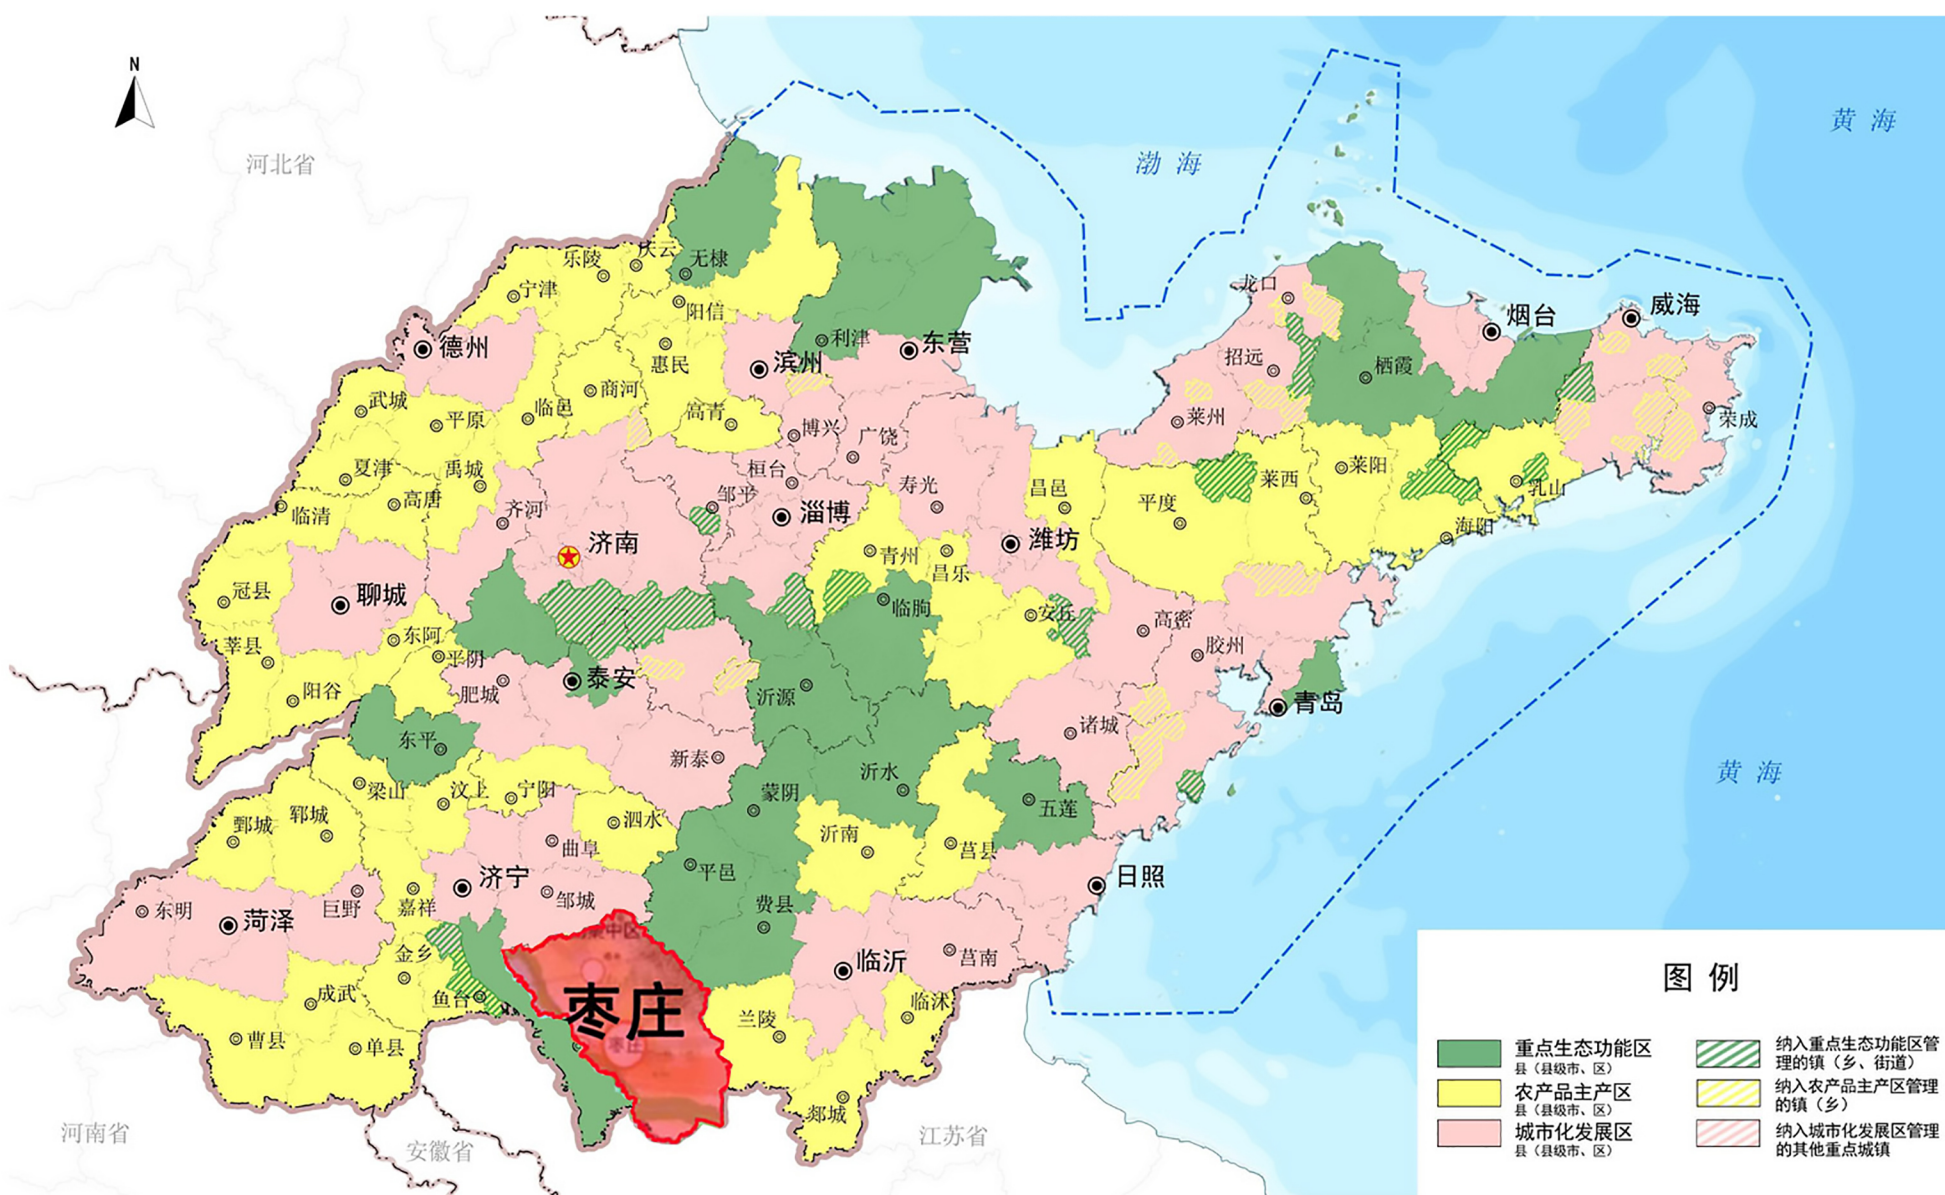 N
河北省
渤 海
黄 海
庆云
乐陵
无棣
宁津
阳信
龙口
烟台
威海
德州
利津
东营
滨州
惠民
招远
栖霞
武城
商河
平原
临邑
高青
莱州
荣成
博兴
广饶
夏津
禹城
桓台
莱阳
高唐
邹平
寿光
昌邑
莱西
乳山
临清
齐河
淄博
平度
海阳
济南
潍坊
青州
昌乐
冠县
聊城
临朐
安丘
高密
东阿
莘县
平阴
胶州
阳谷
肥城
泰安
沂源
青岛
诸城
东平
新泰
沂水
黄 海
梁山
汶上
宁阳
蒙阴
五莲
鄄城
郓城
泗水
沂南
曲阜
莒县
平邑
济宁
日照
东明
菏泽
巨野
嘉祥
邹城
费县
集中区
金乡
临沂
莒南
成武
鱼台
枣庄
兰陵
临沭
曹县
单县
枣庄
郯城
河南省
安徽省
江苏省
图 例
重点生态功能区
县（县级市、区）
农产品主产区
县（县级市、区）
城市化发展区
县（县级市、区）
纳入重点生态功能区管
理的镇（乡、街道）
纳入农产品主产区管理
的镇（乡）
纳入城市化发展区管理
的其他重点城镇